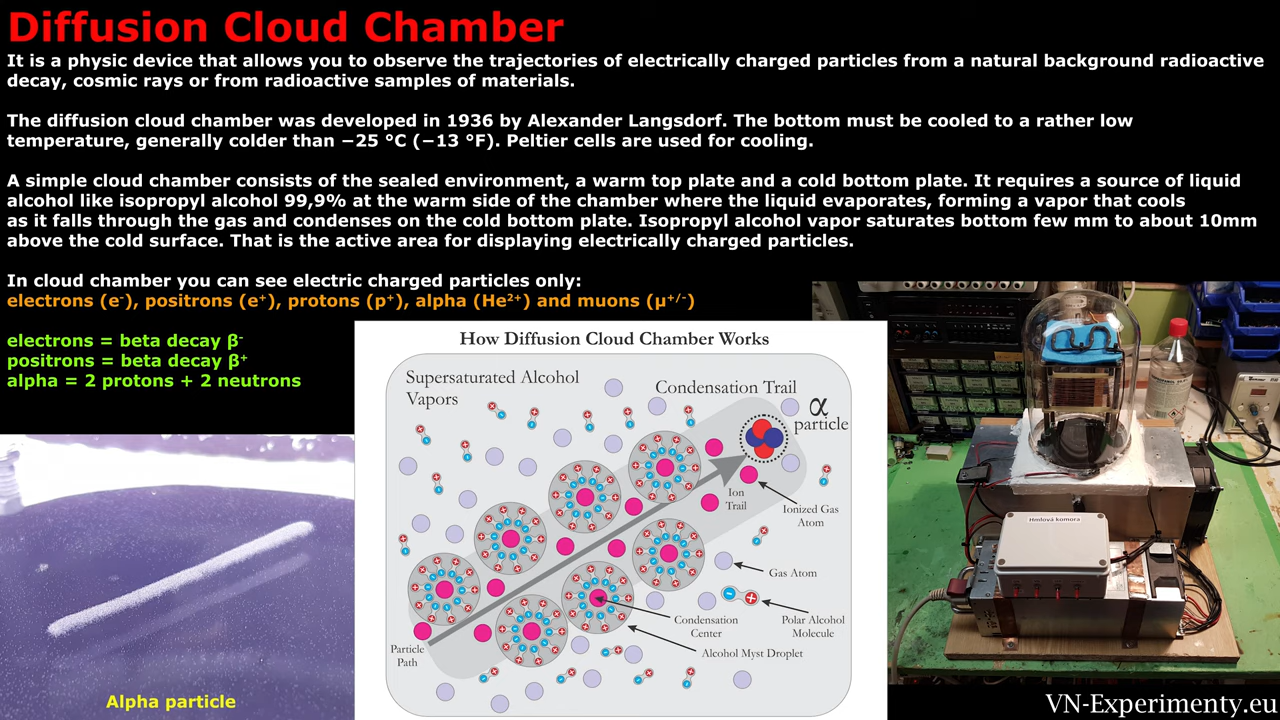 Diffusion Cloud Chamber
It is a physic device that allows you to observe the trajectories of electrically charged particles from a natural background radioactive
decay, cosmic rays or from radioactive samples of materials.
The diffusion cloud chamber was developed in 1936 by Alexander Langsdorf. The bottom must be cooled to a rather low
temperature, generally colder than −25 °C (−13 °F). Peltier cells are used for cooling.
A simple cloud chamber consists of the sealed environment, a warm top plate and a cold bottom plate. It requires a source of liquid
alcohol like isopropyl alcohol 99,9% at the warm side of the chamber where the liquid evaporates, forming a vapor that cools
as it falls through the gas and condenses on the cold bottom plate. Isopropyl alcohol vapor saturates bottom few mm to about 10mm
above the cold surface. That is the active area for displaying electrically charged particles.
In cloud chamber you can see electric charged particles only:
electrons (e⁻), positrons (e⁺), protons (p⁺), alpha (He²⁺) and muons (μ⁺/⁻)
electrons = beta decay β⁻
positrons = beta decay β⁺
alpha = 2 protons + 2 neutrons
Alpha particle
How Diffusion Cloud Chamber Works
Supersaturated Alcohol
Vapors
Condensation Trail
α
particle
Ion
Trail
Ionized Gas
Atom
Gas Atom
Polar Alcohol
Molecule
Condensation
Center
Alcohol Myst Droplet
Particle
Path
Hmlová komora
VN-Experimenty.eu